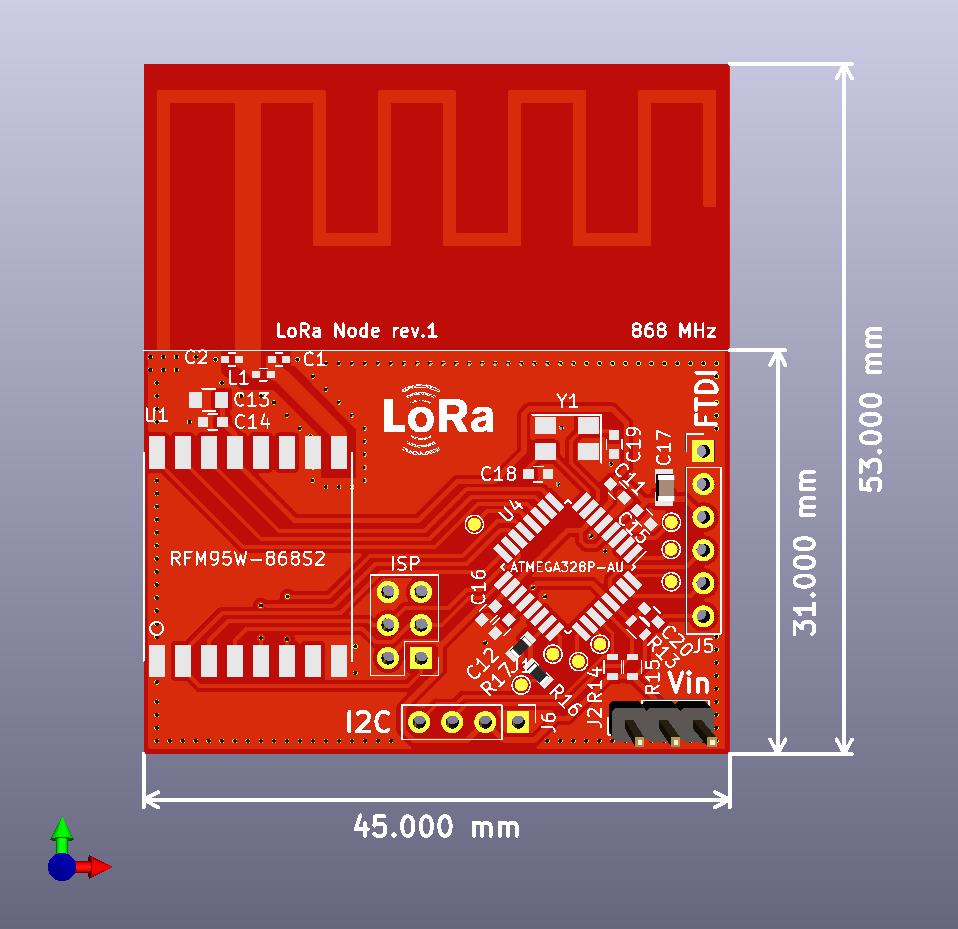 LoRa Node rev.1
868 MHz
C2
C1
L1
C13
U1
C14
LoRa
Y1
FTDI
C19
C17
C18
C11
U4
C15
RFM95W-868S2
ISP
ATMEGA328P-AU
C16
C20
R13
J5
C12
R17
R16
R14
R15
Vin
I2C
J6
J2
31.000 mm
53.000 mm
45.000 mm